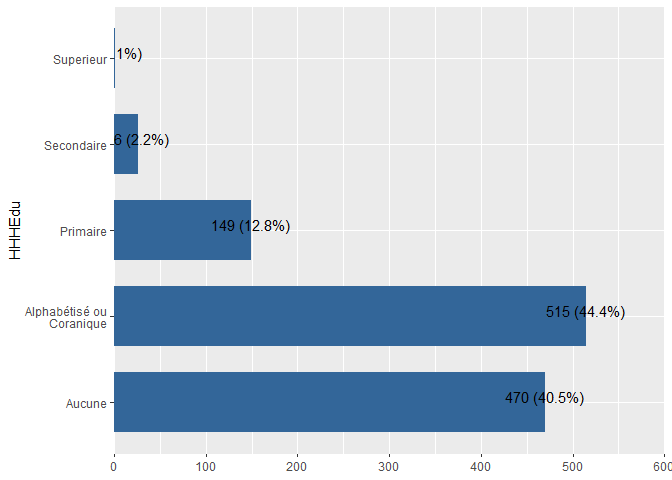 HHHEdu
Superieur
1%)
Secondaire
6 (2.2%)
Primaire
149 (12.8%)
Alphabétisé ou
Coranique
515 (44.4%)
Aucune
470 (40.5%)
0 100 200 300 400 500 600